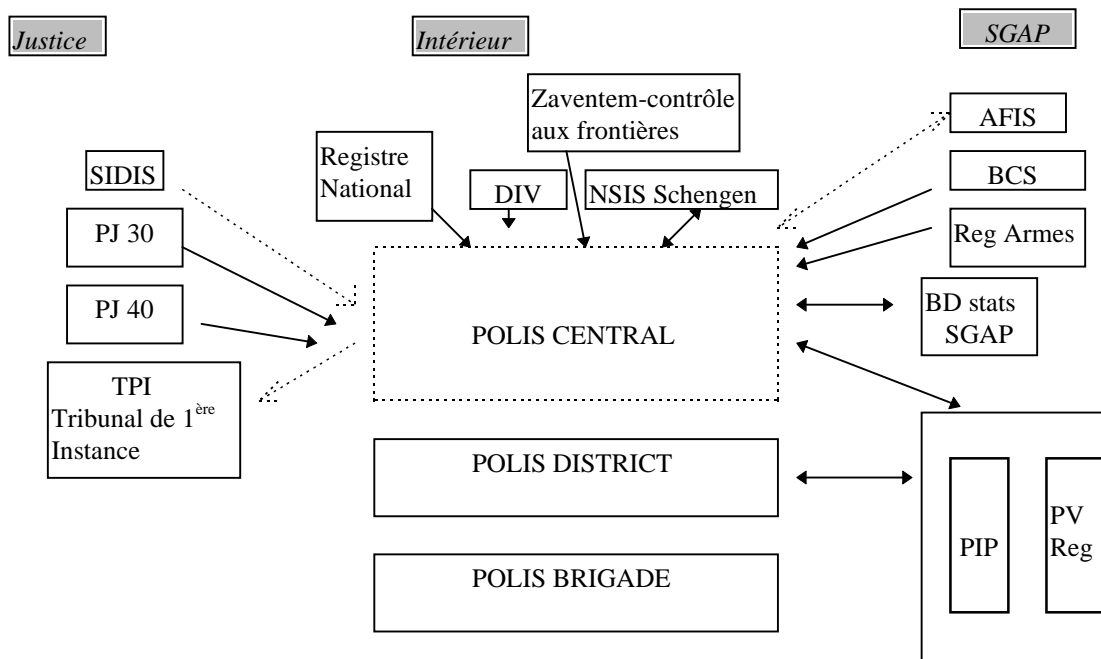 Justice
Intérieur
SGAP
Zaventem-contrôle
aux frontières
AFIS
Registre
National
SIDIS
DIV
NSIS Schengen
BCS
PJ 30
Reg Armes
PJ 40
POLIS CENTRAL
BD stats
SGAP
TPI
Tribunal de 1ère
Instance
POLIS DISTRICT
PIP
PV
Reg
POLIS BRIGADE